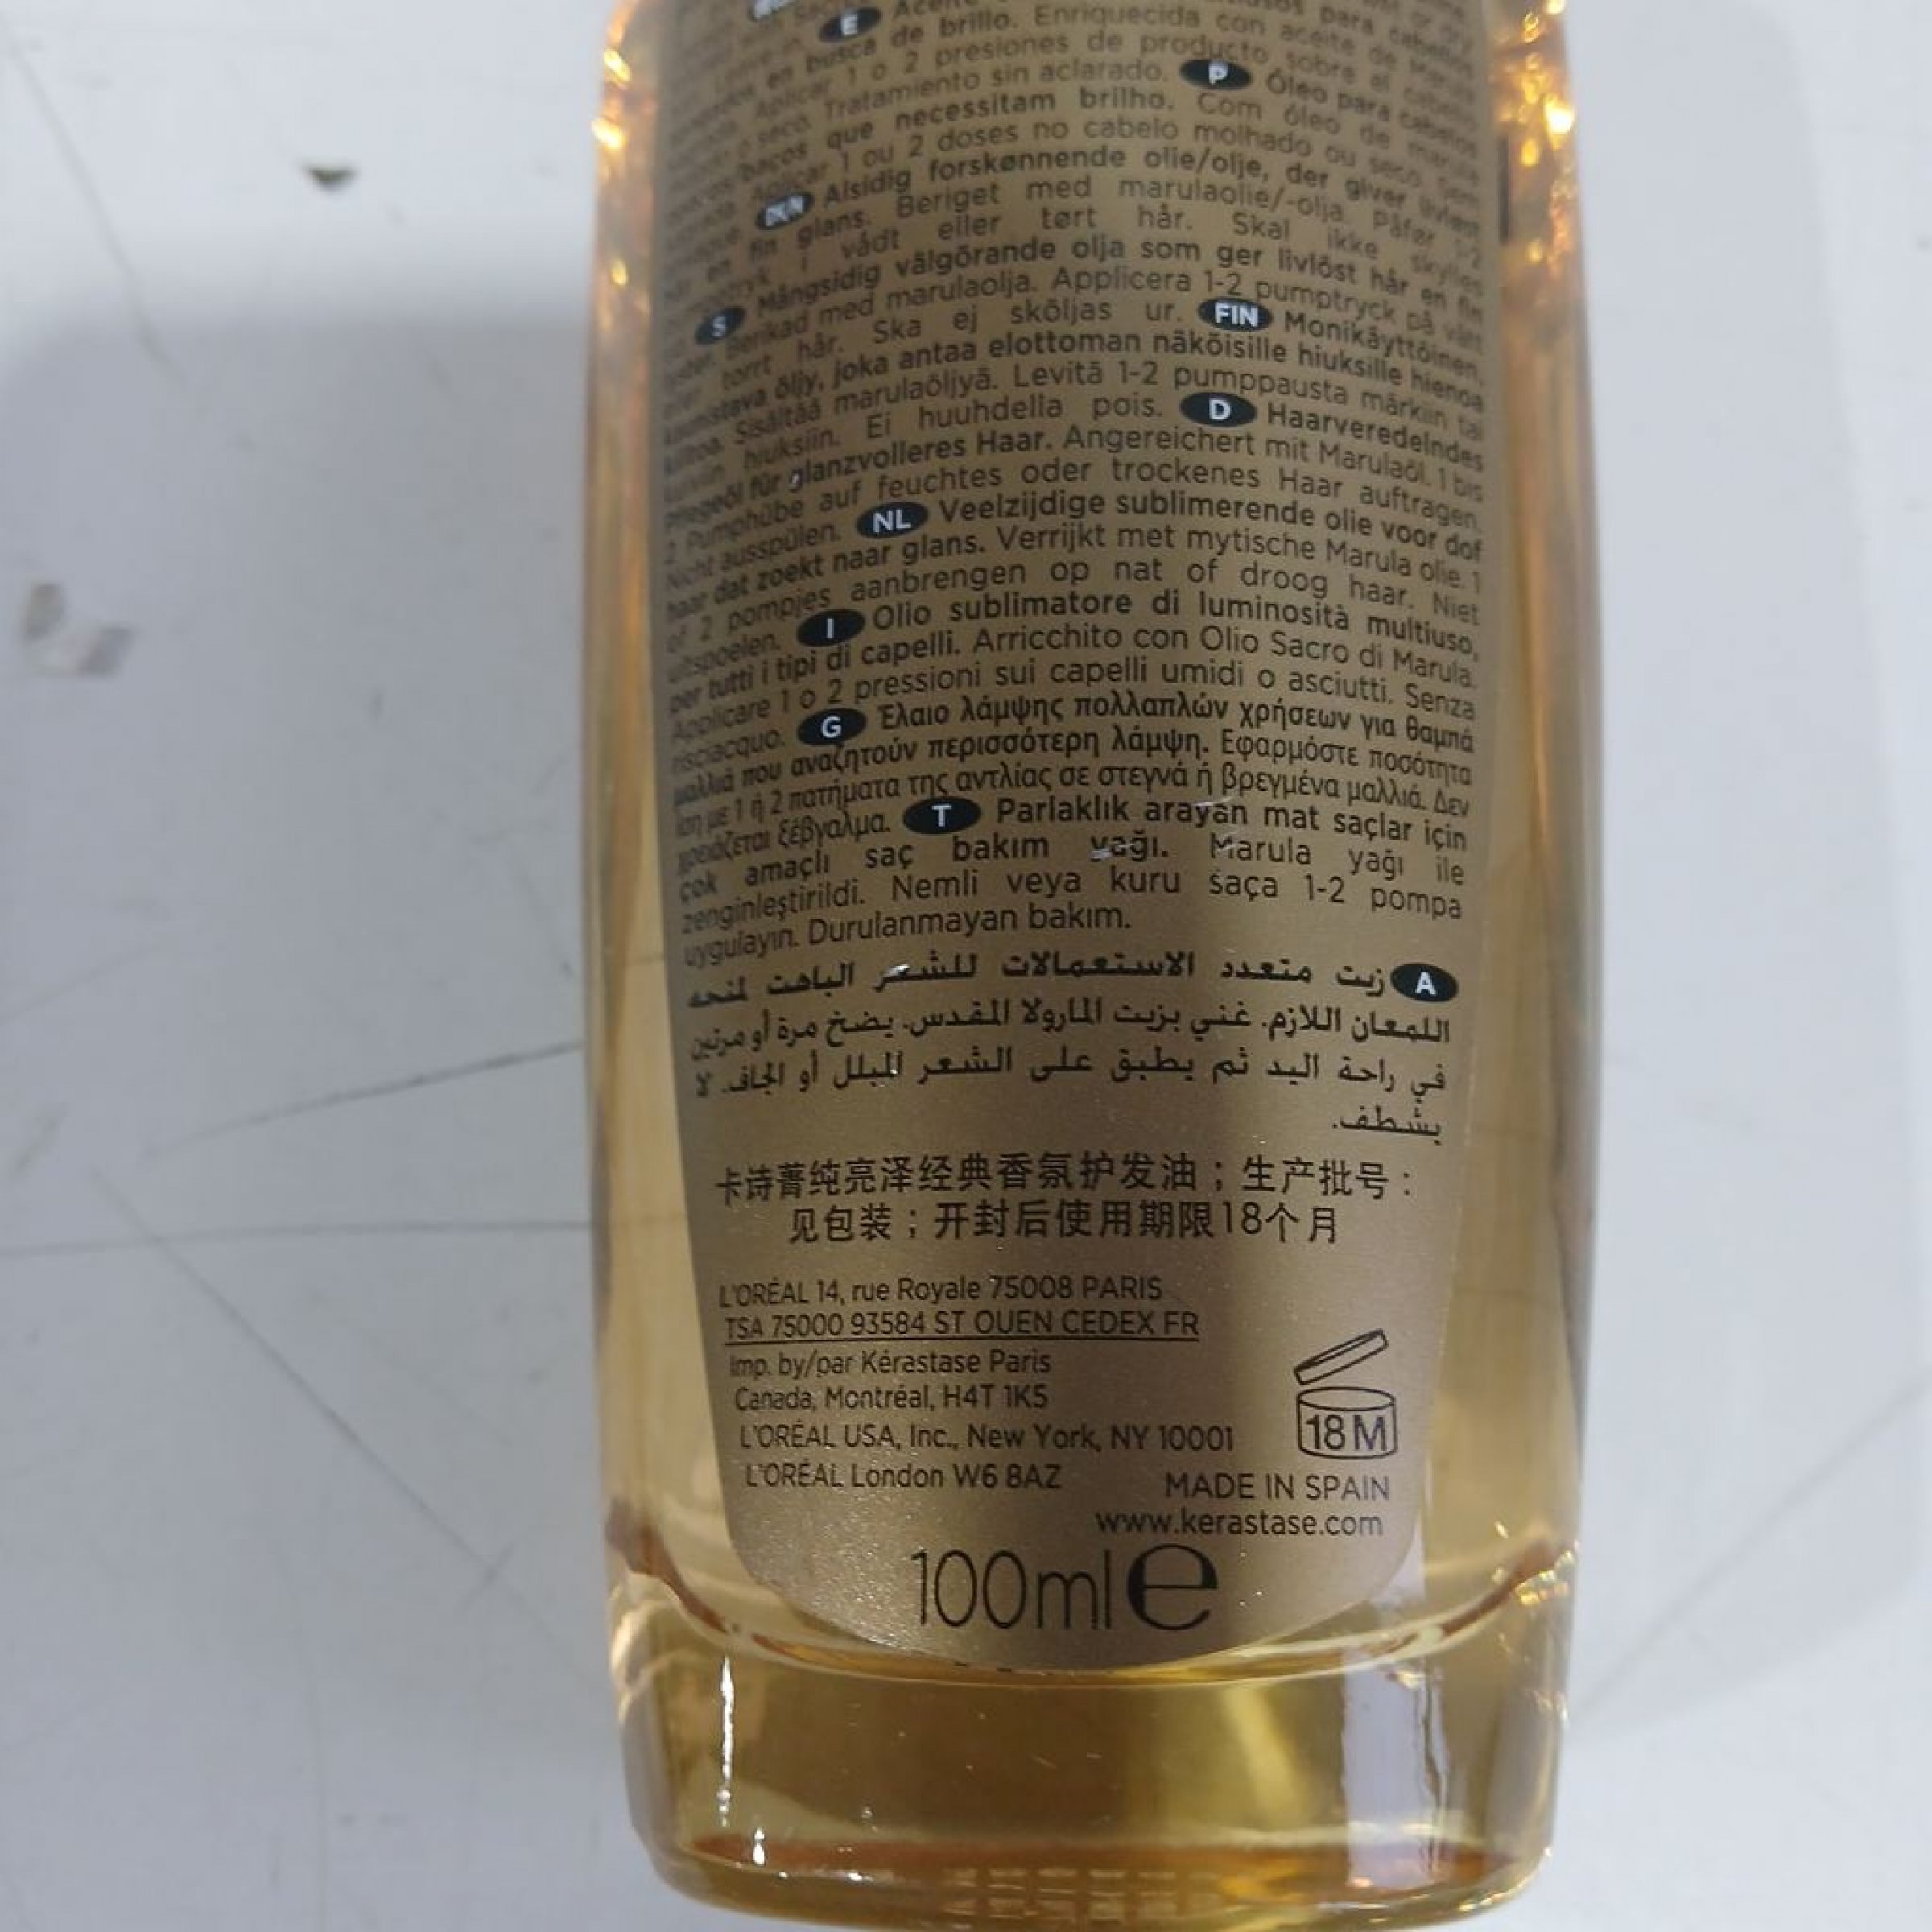 E Aceite
en busca de brillo. Enriquecida con aceite de
Aplicar 1 o 2 presiones de producto sobre el cabello
o seco. Tratamiento sin aclarado. P Óleo para cabelos
baços que necessitam brilho. Com óleo de marula
Aplicar 1 ou 2 doses no cabelo molhado ou seco. Sem
DK/N Alsidig forskønnende olie/olje, der giver livløst
hår en fin glans. Beriget med marulaolie/-olja. Påfør 1-2
i vådt eller tørt hår. Skal ikke skylles
S Mångsidig välgörande olja som ger livlöst hår en fin
Berikad med marulaolja. Applicera 1-2 pumptryck på vått
torrt hår. Ska ej sköljas ur. FIN Monikäyttöinen,
kaunistava öljy, joka antaa elottoman näköisille hiuksille hienoa
kiiltoa. Sisältää marulaöljyä. Levitä 1-2 pumppausta märkiin tai
kuiviin hiuksiin. Ei huuhdella pois. D Haarveredelndes
Pflegeöl für glanzvolleres Haar. Angereichert mit Marulaöl. 1 bis
2 Pumphübe auf feuchtes oder trockenes Haar auftragen.
Nicht ausspülen. NL Veelzijdige sublimerende olie voor dof
haar dat zoekt naar glans. Verrijkt met mytische Marula olie. 1
of 2 pompjes aanbrengen op nat of droog haar. Niet
uitspoelen. I Olio sublimatore di luminosità multiuso,
per tutti i tipi di capelli. Arricchito con Olio Sacro di Marula.
Applicare 1 o 2 pressioni sui capelli umidi o asciutti. Senza
risciacquo. G Έλαιο λάμψης πολλαπλών χρήσεων για θαμπά
μαλλιά που αναζητούν περισσότερη λάμψη. Εφαρμόστε ποσότητα
ίση με 1 ή 2 πατήματα της αντλίας σε στεγνά ή βρεγμένα μαλλιά. Δεν
χρειάζεται ξέβγαλμα. T Parlaklık arayan mat saçlar için
çok amaçlı saç bakım yağı. Marula yağı ile
zenginleştirildi. Nemli veya kuru saça 1-2 pompa
uygulayın. Durulanmayan bakım.
A زيت متعدد الاستعمالات للشعر الباهت لمنحه
اللمعان اللازم. غني بزيت المارولا المقدس. يضخ مرة أو مرتين
في راحة اليد ثم يطبق على الشعر المبلل أو الجاف. لا
يشطف.
卡诗菁纯亮泽经典香氛护发油；生产批号：
见包装；开封后使用期限18个月
L'ORÉAL 14, rue Royale 75008 PARIS
TSA 75000 93584 ST OUEN CEDEX FR
Imp. by/par Kérastase Paris
Canada, Montréal, H4T 1K5
L'ORÉAL USA, Inc., New York, NY 10001
L'ORÉAL London W6 8AZ
18 M
MADE IN SPAIN
www.kerastase.com
100ml e